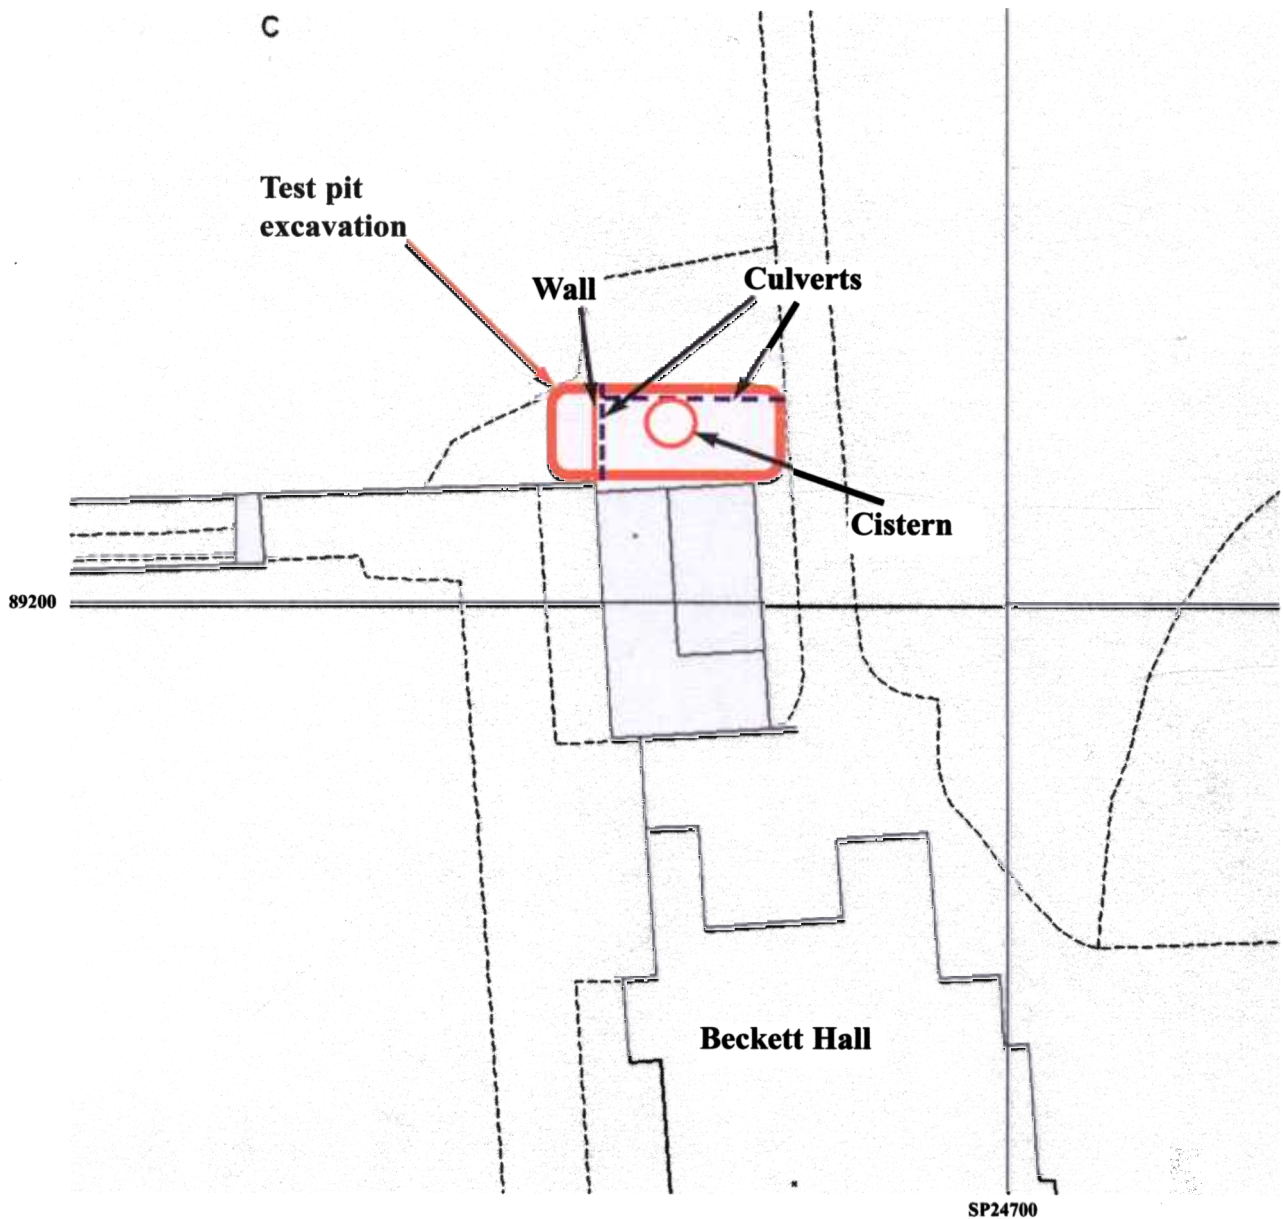 C
Test pit
excavation
Wall
Culverts
Cistern
89200
Beckett Hall
SP24700